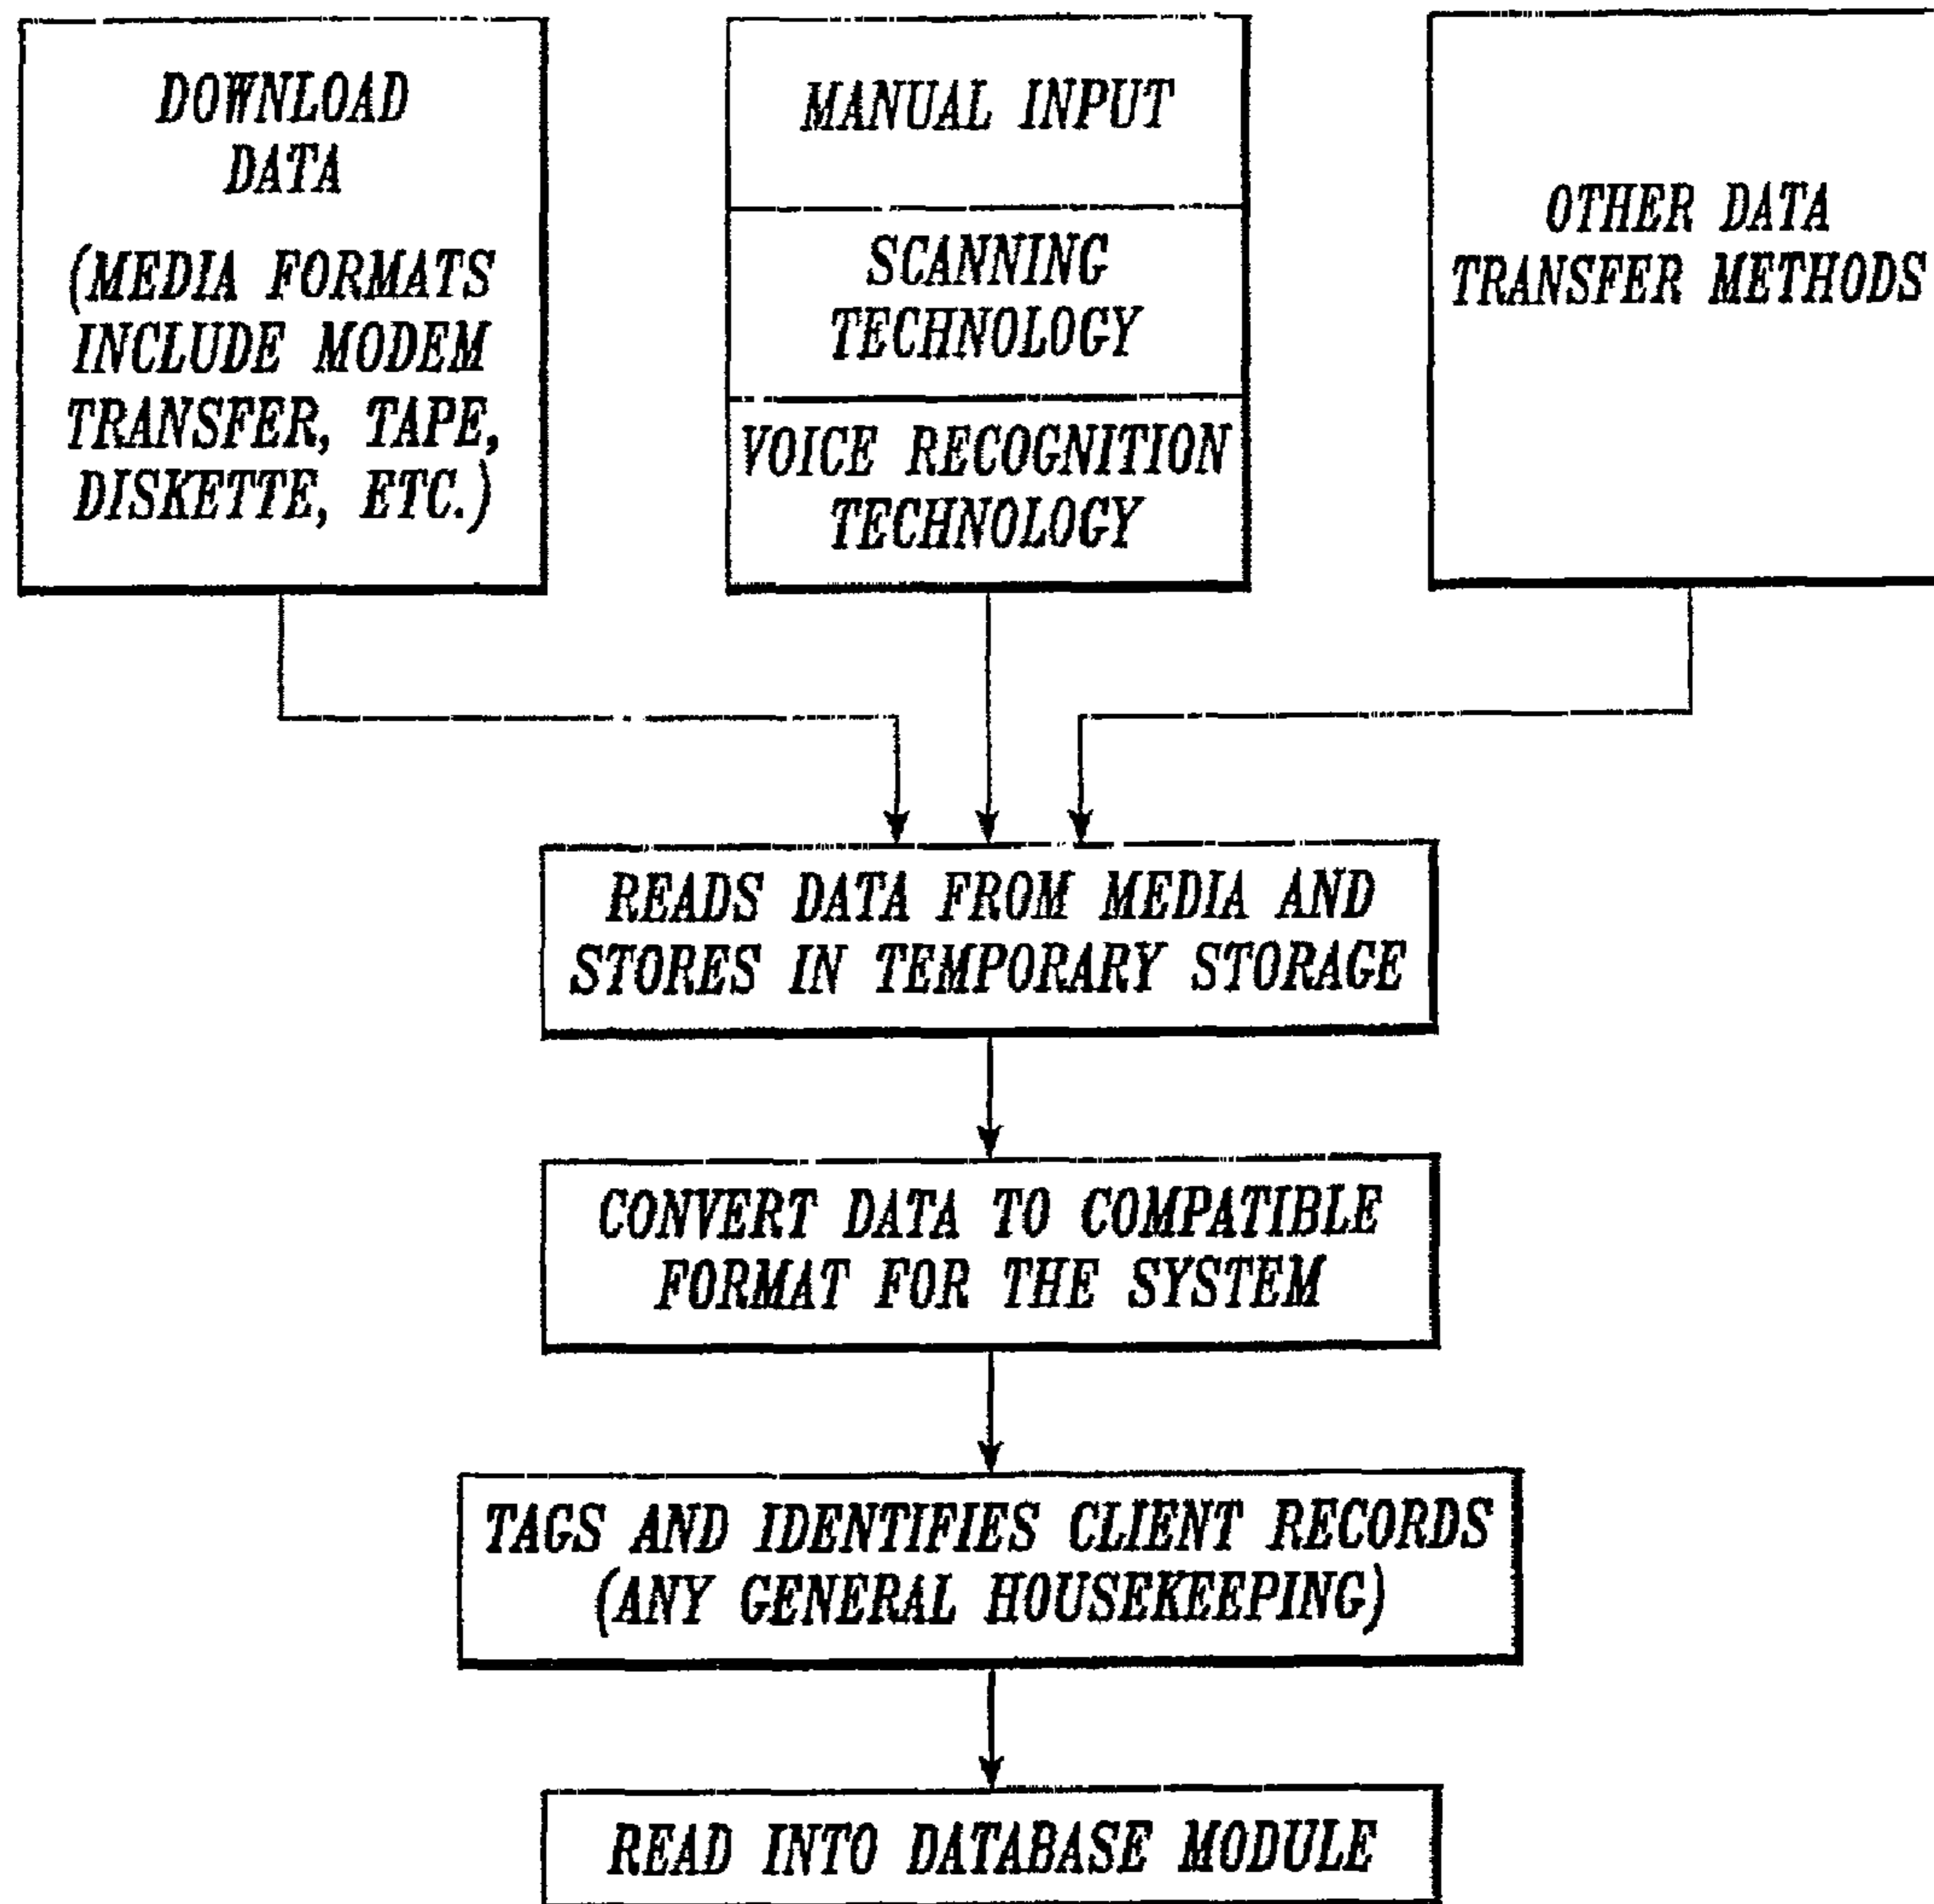 DOWNLOAD
DATA
(MEDIA FORMATS
INCLUDE MODEM
TRANSFER, TAPE,
DISKETTE, ETC.)
MANUAL INPUT
SCANNING
TECHNOLOGY
VOICE RECOGNITION
TECHNOLOGY
OTHER DATA
TRANSFER METHODS
READS DATA FROM MEDIA AND
STORES IN TEMPORARY STORAGE
CONVERT DATA TO COMPATIBLE
FORMAT FOR THE SYSTEM
TAGS AND IDENTIFIES CLIENT RECORDS
(ANY GENERAL HOUSEKEEPING)
READ INTO DATABASE MODULE